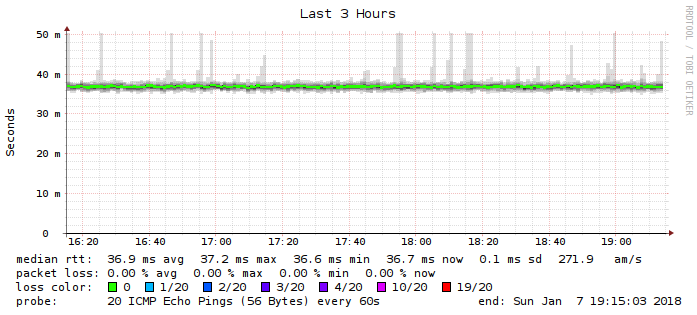 Last 3 Hours
RRDTOOL / TOBI OETIKER
Seconds
50 m
40 m
30 m
20 m
10 m
0
16:20 16:40 17:00 17:20 17:40 18:00 18:20 18:40 19:00
median rtt: 36.9 ms avg 37.2 ms max 36.6 ms min 36.7 ms now 0.1 ms sd 271.9 am/s
packet loss: 0.00 % avg 0.00 % max 0.00 % min 0.00 % now
loss color: 0 1/20 2/20 3/20 4/20 10/20 19/20
probe: 20 ICMP Echo Pings (56 Bytes) every 60s end: Sun Jan 7 19:15:03 2018